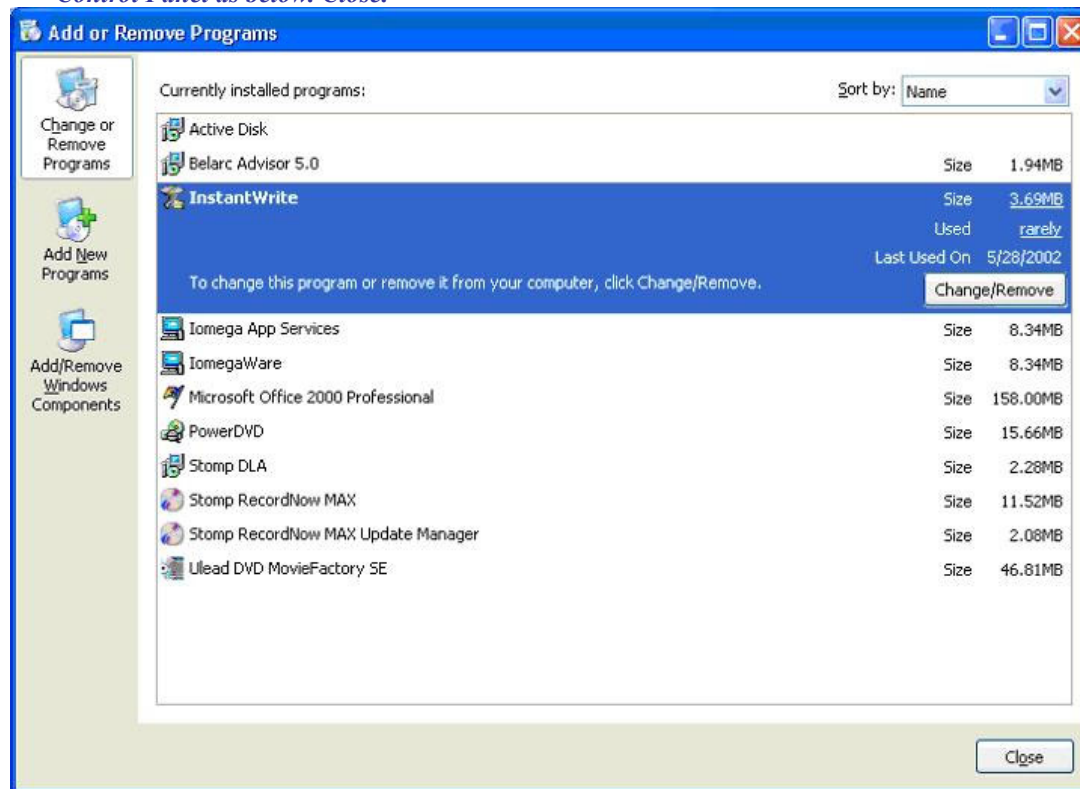 Control Panel as below. Close.
Add or Remove Programs
Change or
Remove
Programs
Add New
Programs
Add/Remove
Windows
Components
Currently installed programs:
Sort by: Name
Active Disk
Belarc Advisor 5.0 Size 1.94MB
InstantWrite Size 3.69MB
Used rarely
Last Used On 5/28/2002
To change this program or remove it from your computer, click Change/Remove. Change/Remove
Iomega App Services Size 8.34MB
IomegaWare Size 8.34MB
Microsoft Office 2000 Professional Size 158.00MB
PowerDVD Size 15.66MB
Stomp DLA Size 2.28MB
Stomp RecordNow MAX Size 11.52MB
Stomp RecordNow MAX Update Manager Size 2.08MB
Ulead DVD MovieFactory SE Size 46.81MB
Close